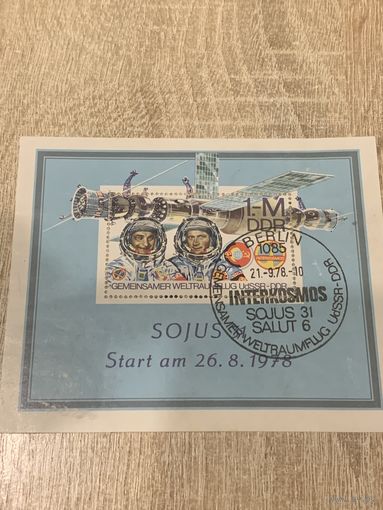 1-M
DDR
GEMEINSAMER WELTRAUMFLUG UdSSR-DDR
BERLIN
1085
21.-9.78.-10
INTERKOSMOS
SOJUS 31
SALUT 6
GEMEINSAMER WELTRAUMFLUG UdSSR-DDR
SOJUS
Start am 26.8.1978